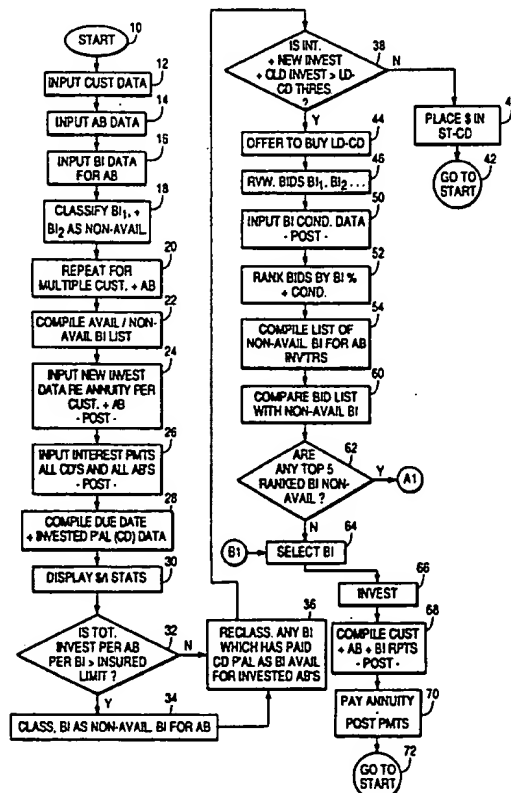 START
10
12
INPUT CUST DATA
14
INPUT AB DATA
16
INPUT BI DATA
FOR AB
18
CLASSIFY BI1, +
BI2 AS NON-AVAIL.
20
REPEAT FOR
MULTIPLE CUST. + AB
22
COMPILE AVAIL / NON-
AVAIL BI LIST
24
INPUT NEW INVEST
DATA RE ANNUITY PER
CUST. + AB
- POST -
26
INPUT INTEREST PMTS
ALL CD'S AND ALL AB'S
- POST -
28
COMPILE DUE DATE
+ INVESTED P'AL (CD) DATA
30
DISPLAY $/I STATS
32
IS TOT.
INVEST PER AB
PER BI > INSURED
LIMIT ?
N
Y
34
CLASS. BI AS NON-AVAIL. BI FOR AB
36
RECLASS. ANY BI
WHICH HAS PAID
CD P'AL AS BI AVAIL
FOR INVESTED AB'S
38
IS INT.
+ NEW INVEST
+ OLD INVEST > LD-
CD THRES.
?
N
Y
PLACE $ IN
ST-CD
42
GO TO
START
44
OFFER TO BUY LD-CD
46
RVW. BIDS BI1, BI2 ...
50
INPUT BI COND. DATA
- POST -
52
RANK BIDS BY BI %
+ COND.
54
COMPILE LIST OF
NON-AVAIL. BI FOR AB
INV'TRS
60
COMPARE BID LIST
WITH NON-AVAIL BI
62
ARE
ANY TOP 5
RANKED BI NON-
AVAIL ?
Y
A1
N
64
B1
SELECT BI
66
INVEST
68
COMPILE CUST
+ AB + BI RPTS
- POST -
70
PAY ANNUITY
POST PMTS
GO TO
START
72